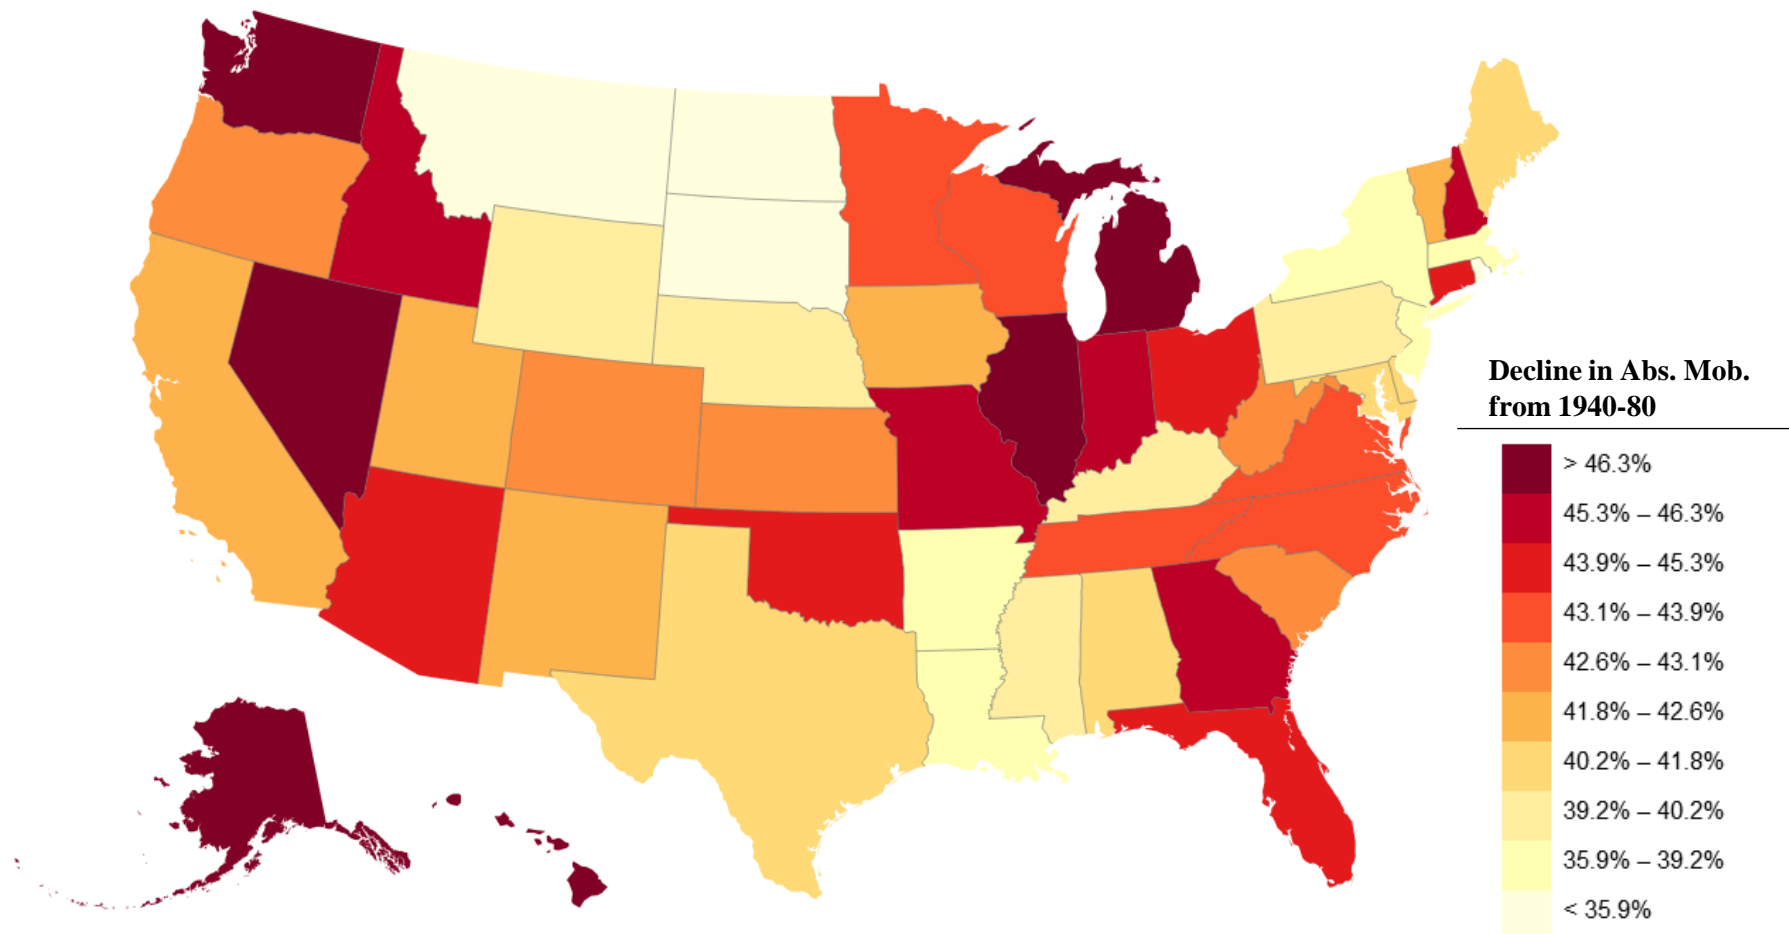 Decline in Abs. Mob.
from 1940-80
> 46.3%
45.3% – 46.3%
43.9% – 45.3%
43.1% – 43.9%
42.6% – 43.1%
41.8% – 42.6%
40.2% – 41.8%
39.2% – 40.2%
35.9% – 39.2%
< 35.9%